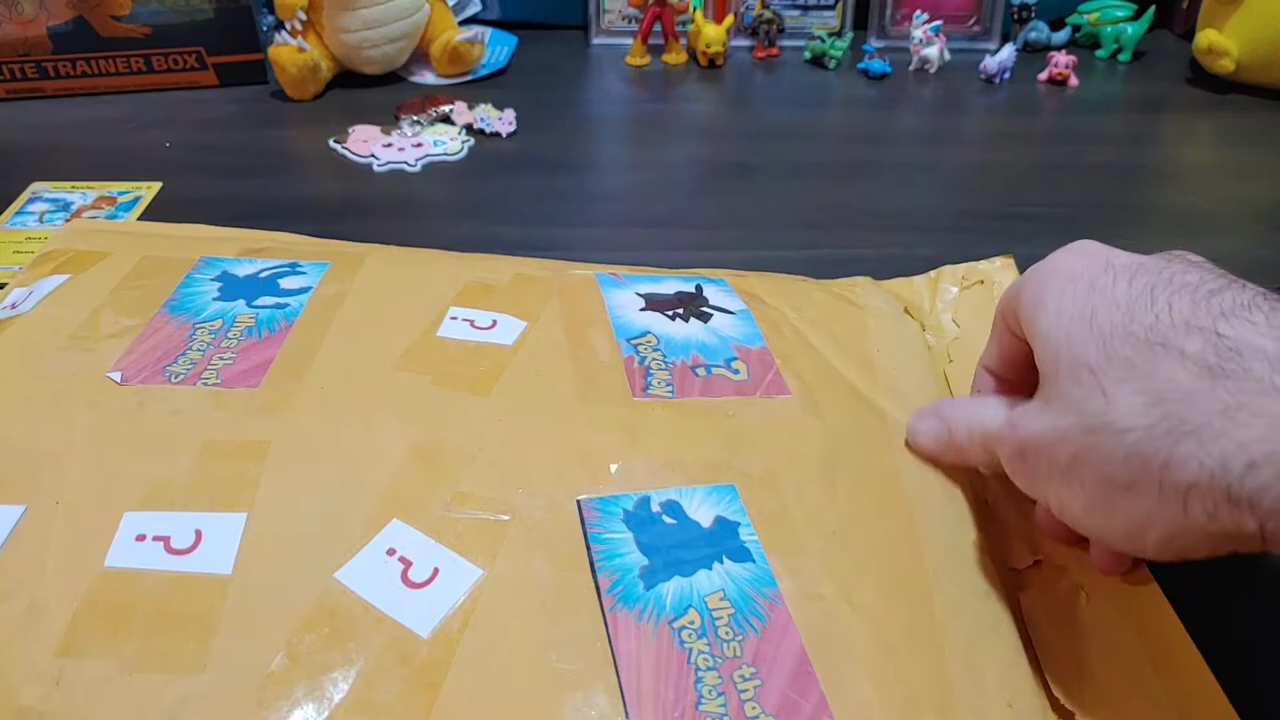 ELITE TRAINER BOX
Who's that
Pokémon?
?
?
Pokémon
?
?
Who's that
Pokémon?